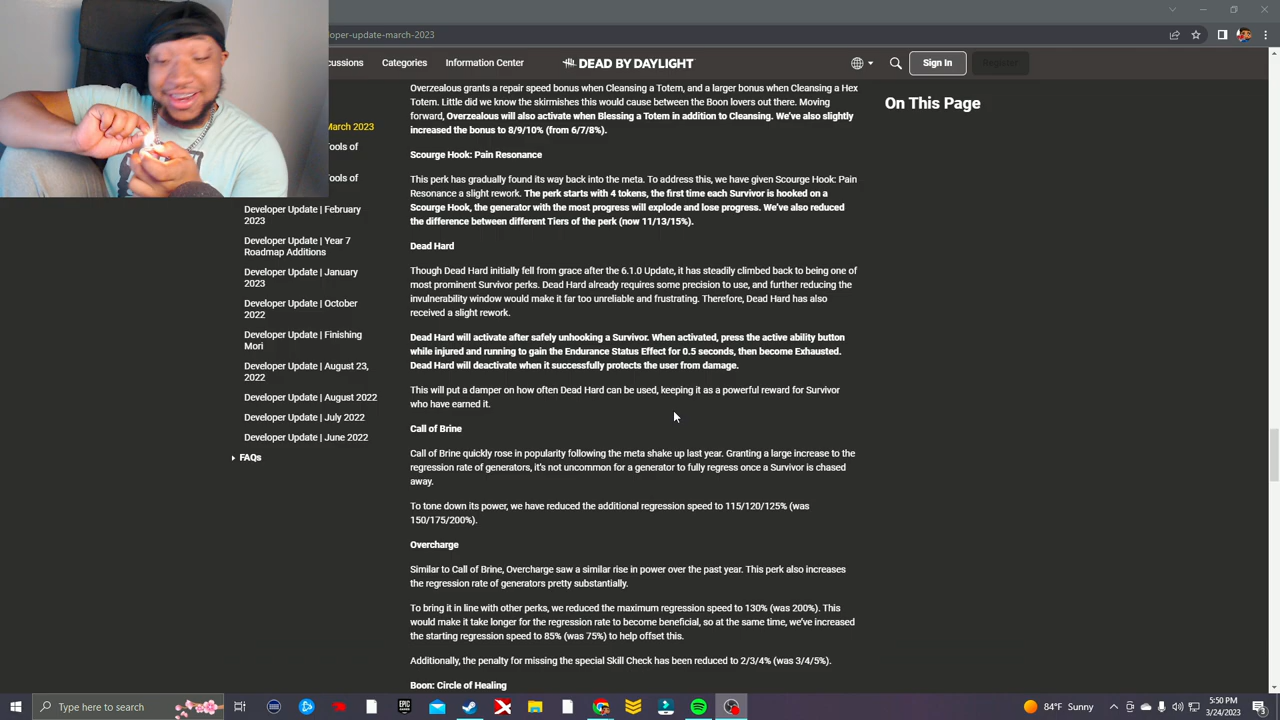 eloper-update-march-2023
cussions Categories Information Center DEAD BY DAYLIGHT Sign In Register
March 2023
Tools of
Tools of
Developer Update | February
2023
Developer Update | Year 7
Roadmap Additions
Developer Update | January
2023
Developer Update | October
2022
Developer Update | Finishing
Mori
Developer Update | August 23,
2022
Developer Update | August 2022
Developer Update | July 2022
Developer Update | June 2022
FAQs
Overzealous grants a repair speed bonus when Cleansing a Totem, and a larger bonus when Cleansing a Hex
Totem. Little did we know the skirmishes this would cause between the Boon lovers out there. Moving
forward, Overzealous will also activate when Blessing a Totem in addition to Cleansing. We've also slightly
increased the bonus to 8/9/10% (from 6/7/8%).
Scourge Hook: Pain Resonance
This perk has gradually found its way back into the meta. To address this, we have given Scourge Hook: Pain
Resonance a slight rework. The perk starts with 4 tokens, the first time each Survivor is hooked on a
Scourge Hook, the generator with the most progress will explode and lose progress. We've also reduced
the difference between different Tiers of the perk (now 11/13/15%).
Dead Hard
Though Dead Hard initially fell from grace after the 6.1.0 Update, it has steadily climbed back to being one of
most prominent Survivor perks. Dead Hard already requires some precision to use, and further reducing the
invulnerability window would make it far too unreliable and frustrating. Therefore, Dead Hard has also
received a slight rework.
Dead Hard will activate after safely unhooking a Survivor. When activated, press the active ability button
while injured and running to gain the Endurance Status Effect for 0.5 seconds, then become Exhausted.
Dead Hard will deactivate when it successfully protects the user from damage.
This will put a damper on how often Dead Hard can be used, keeping it as a powerful reward for Survivor
who have earned it.
Call of Brine
Call of Brine quickly rose in popularity following the meta shake up last year. Granting a large increase to the
regression rate of generators, it's not uncommon for a generator to fully regress once a Survivor is chased
away.
To tone down its power, we have reduced the additional regression speed to 115/120/125% (was
150/175/200%).
Overcharge
Similar to Call of Brine, Overcharge saw a similar rise in power over the past year. This perk also increases
the regression rate of generators pretty substantially.
To bring it in line with other perks, we reduced the maximum regression speed to 130% (was 200%). This
would make it take longer for the regression rate to become beneficial, so at the same time, we've increased
the starting regression speed to 85% (was 75%) to help offset this.
Additionally, the penalty for missing the special Skill Check has been reduced to 2/3/4% (was 3/4/5%).
Boon: Circle of Healing
On This Page
Type here to search
EPIC
84°F Sunny
5:50 PM
3/24/2023